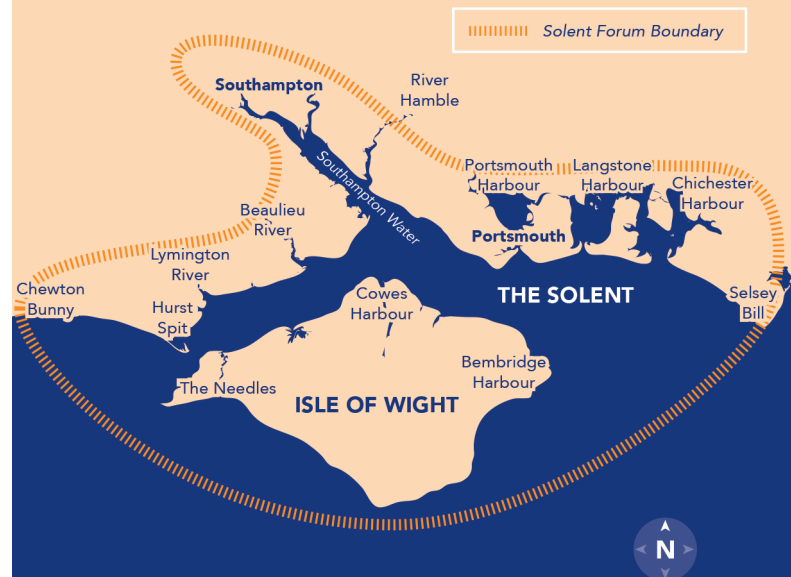 Solent Forum Boundary
Southampton
River
Hamble
Southampton Water
Portsmouth
Harbour
Langstone
Harbour
Chichester
Harbour
Portsmouth
Beaulieu
River
Lymington
River
Chewton
Bunny
Hurst
Spit
Cowes
Harbour
THE SOLENT
Selsey
Bill
The Needles
Bembridge
Harbour
ISLE OF WIGHT
N